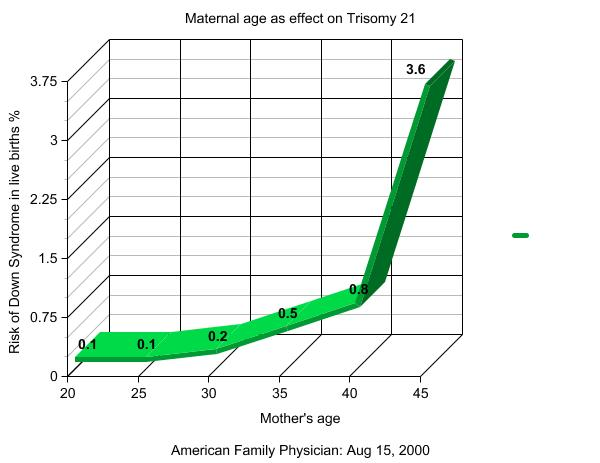 Maternal age as effect on Trisomy 21
3.6
3.75
3
2.25
1.5
0.8
0.75
0.5
0.2
0.1 0.1
0
20 25 30 35 40 45
Risk of Down Syndrome in live births %
Mother's age
American Family Physician: Aug 15, 2000